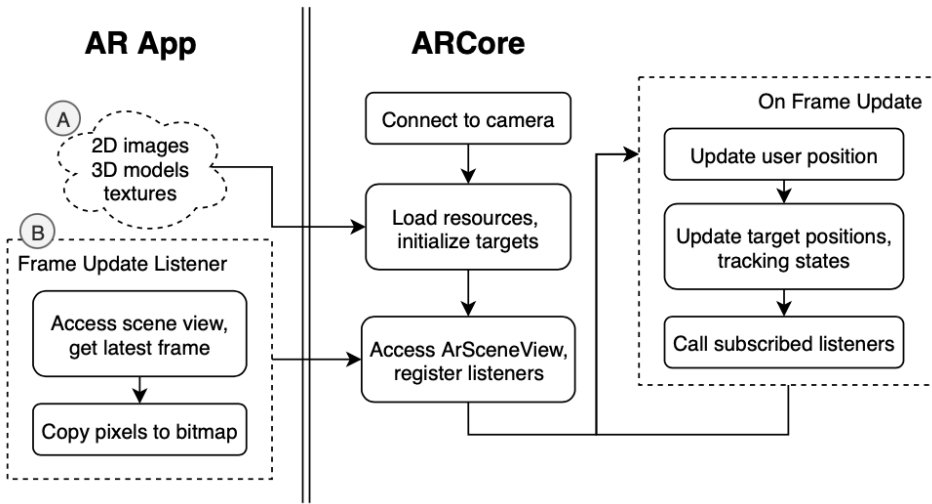 AR App
ARCore
A
2D images
3D models
textures
B
Frame Update Listener
Access scene view,
get latest frame
Copy pixels to bitmap
Connect to camera
Load resources,
initialize targets
Access ArSceneView,
register listeners
On Frame Update
Update user position
Update target positions,
tracking states
Call subscribed listeners